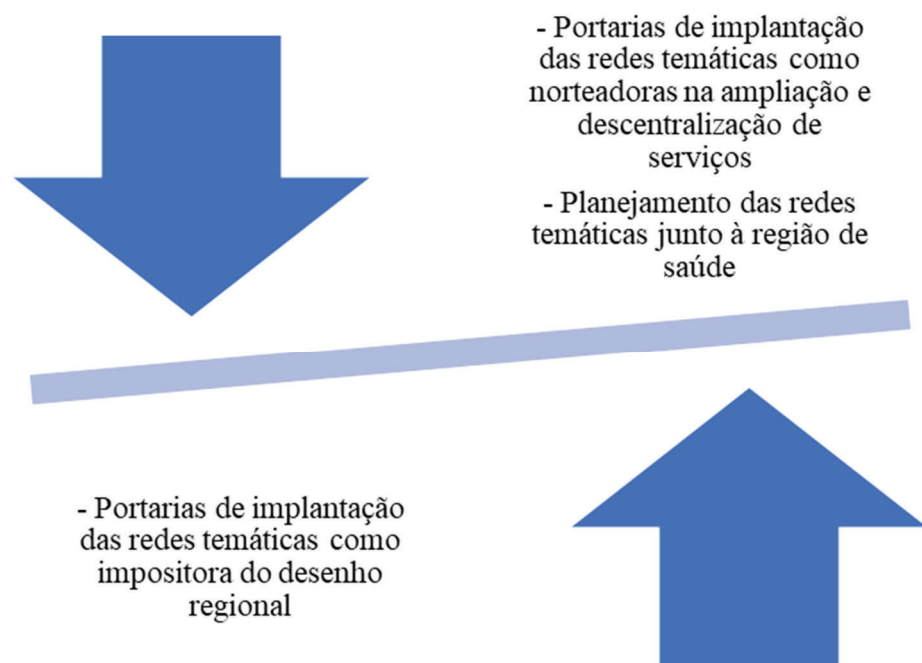 - Portarias de implantação
das redes temáticas como
norteadoras na ampliação e
descentralização de
serviços
- Planejamento das redes
temáticas junto à região de
saúde
- Portarias de implantação
das redes temáticas como
impositora do desenho
regional